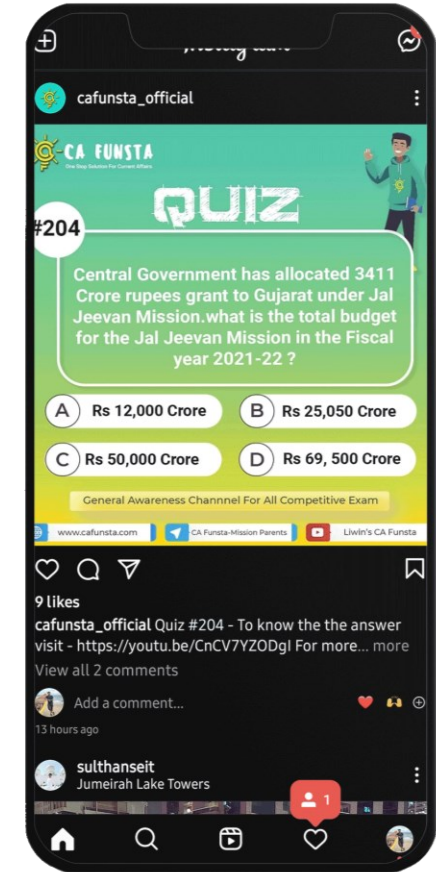 cafunsta_official
CA FUNSTA
One Stop Solution For Current Affairs
QUIZ
#204
Central Government has allocated 3411
Crore rupees grant to Gujarat under Jal
Jeevan Mission.what is the total budget
for the Jal Jeevan Mission in the Fiscal
year 2021-22 ?
A Rs 12,000 Crore
B Rs 25,050 Crore
C Rs 50,000 Crore
D Rs 69, 500 Crore
General Awareness Channnel For All Competitive Exam
www.cafunsta.com
CA Funsta-Mission Parents
Liwin's CA Funsta
9 likes
cafunsta_official Quiz #204 - To know the the answer
visit - https://youtu.be/CnCV7YZODgI For more... more
View all 2 comments
Add a comment...
13 hours ago
sulthanseit
Jumeirah Lake Towers
1